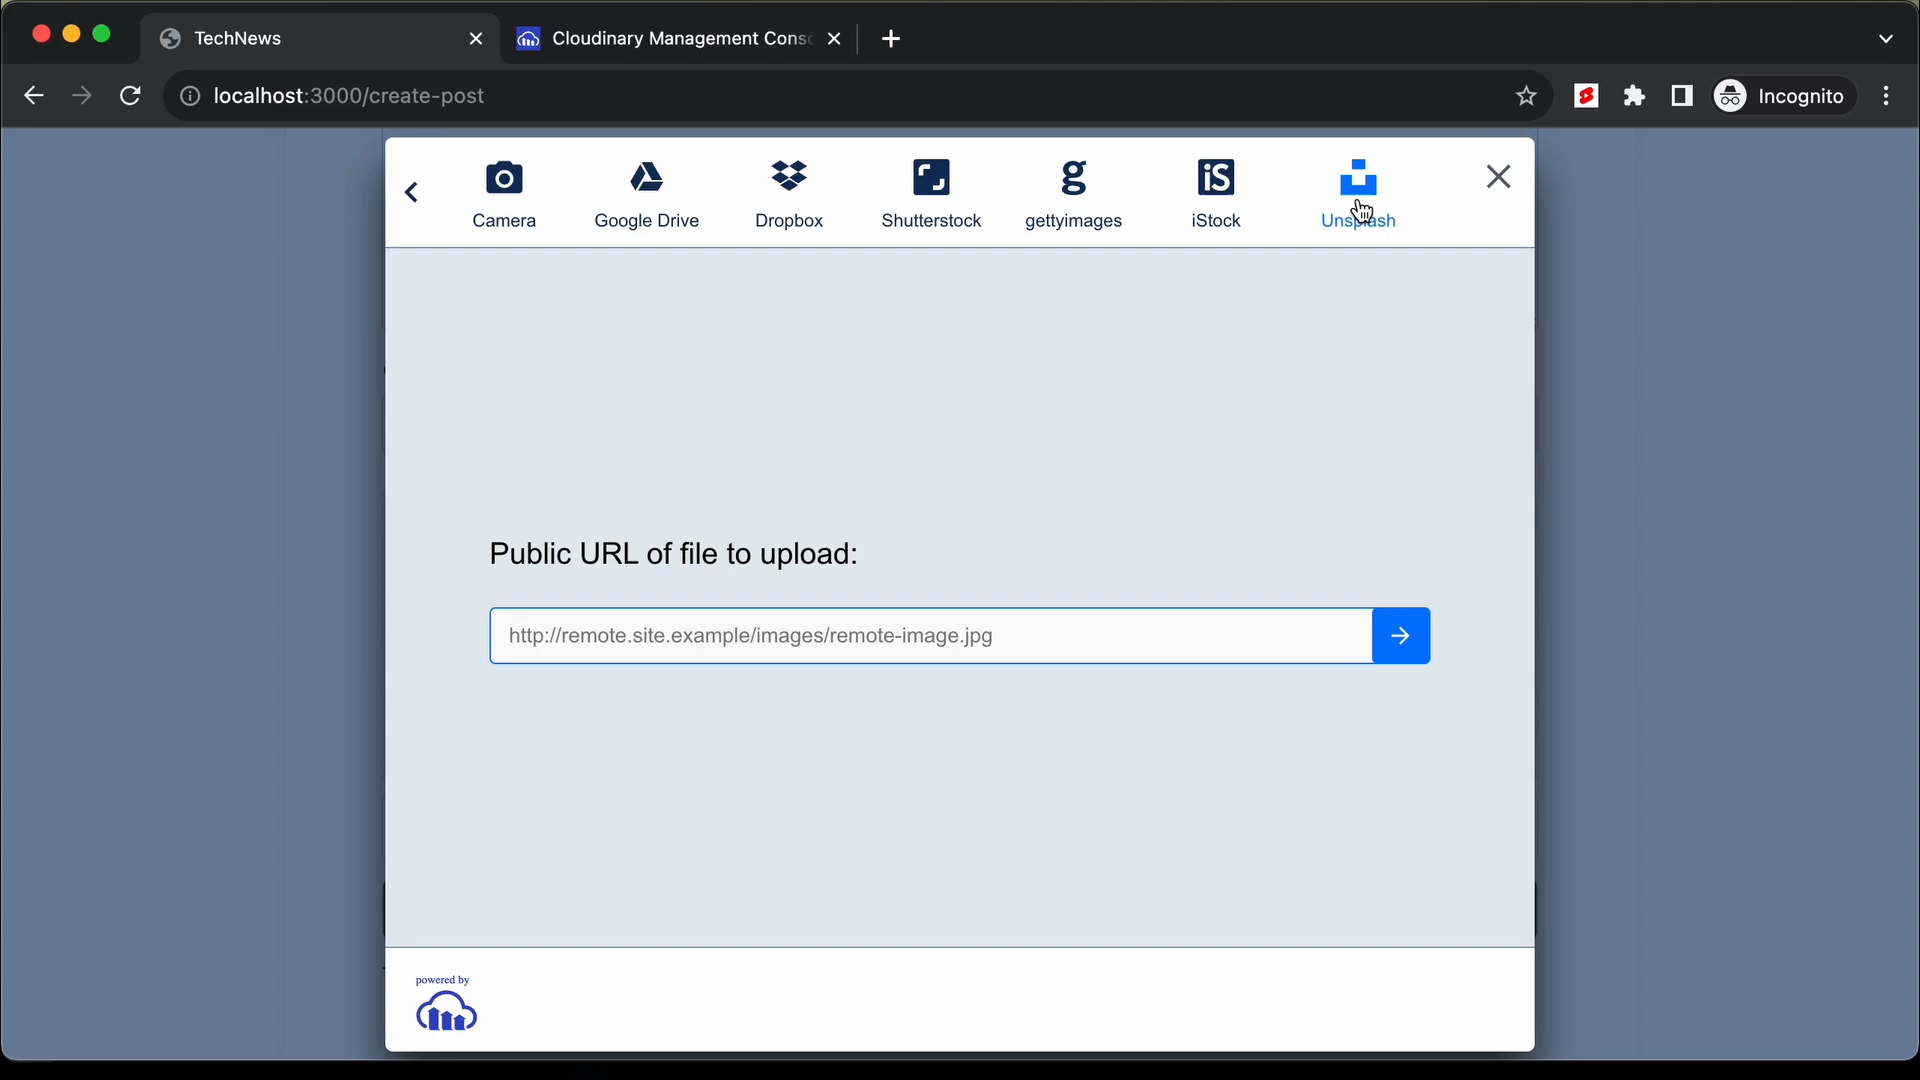 TechNews
Cloudinary Management Cons
localhost:3000/create-post
Incognito
Camera
Google Drive
Dropbox
Shutterstock
g
gettyimages
iS
iStock
Unsplash
Public URL of file to upload:
http://remote.site.example/images/remote-image.jpg
powered by